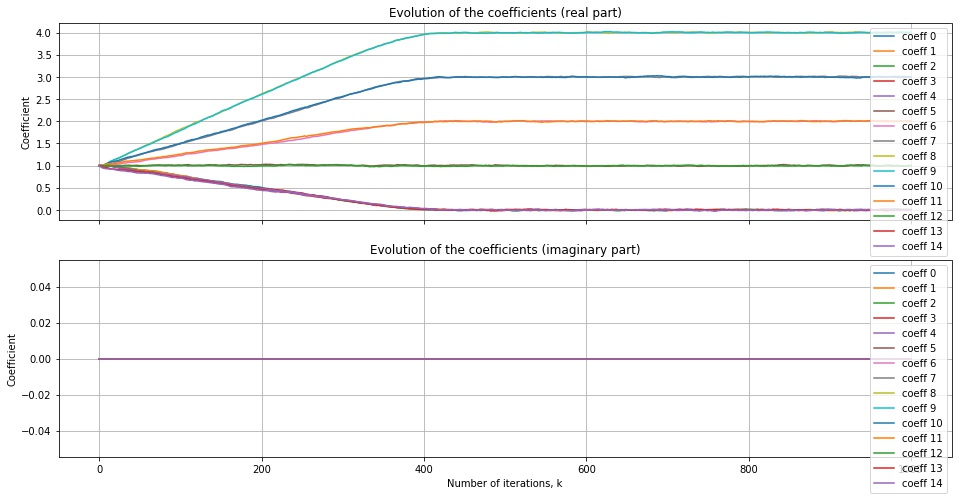 Evolution of the coefficients (real part)
4.0
3.5
3.0
2.5
2.0
1.5
1.0
0.5
0.0
Coefficient
coeff 0
coeff 1
coeff 2
coeff 3
coeff 4
coeff 5
coeff 6
coeff 7
coeff 8
coeff 9
coeff 10
coeff 11
coeff 12
coeff 13
coeff 14
Evolution of the coefficients (imaginary part)
0.04
0.02
0.00
−0.02
−0.04
Coefficient
coeff 0
coeff 1
coeff 2
coeff 3
coeff 4
coeff 5
coeff 6
coeff 7
coeff 8
coeff 9
coeff 10
coeff 11
coeff 12
coeff 13
coeff 14
0 200 400 600 800
Number of iterations, k